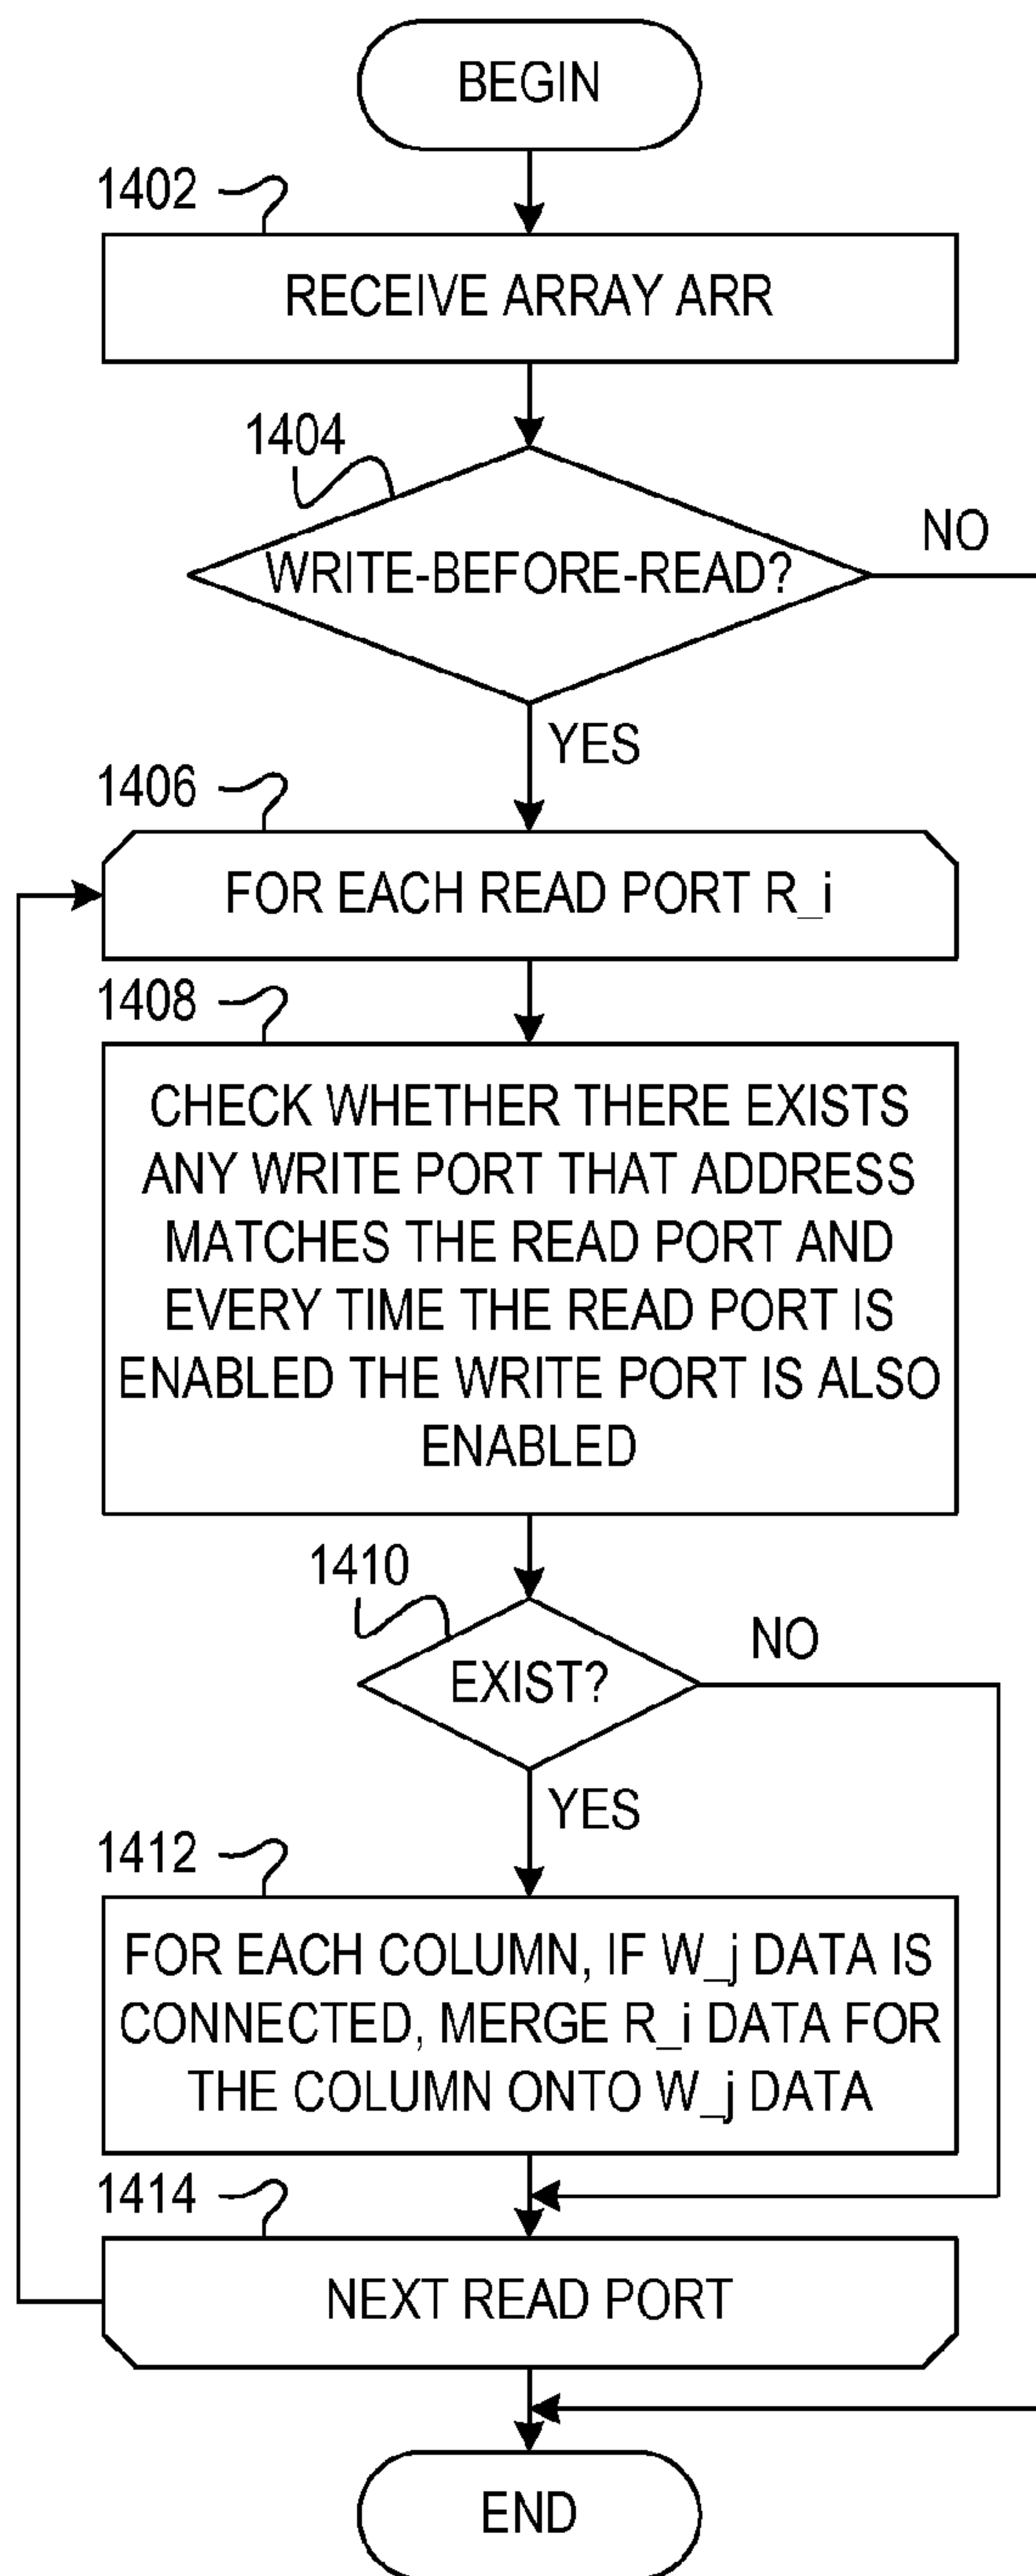 BEGIN
1402
RECEIVE ARRAY ARR
1404
WRITE-BEFORE-READ?
NO
YES
1406
FOR EACH READ PORT R_i
1408
CHECK WHETHER THERE EXISTS
ANY WRITE PORT THAT ADDRESS
MATCHES THE READ PORT AND
EVERY TIME THE READ PORT IS
ENABLED THE WRITE PORT IS ALSO
ENABLED
1410
EXIST?
NO
YES
1412
FOR EACH COLUMN, IF W_j DATA IS
CONNECTED, MERGE R_i DATA FOR
THE COLUMN ONTO W_j DATA
1414
NEXT READ PORT
END